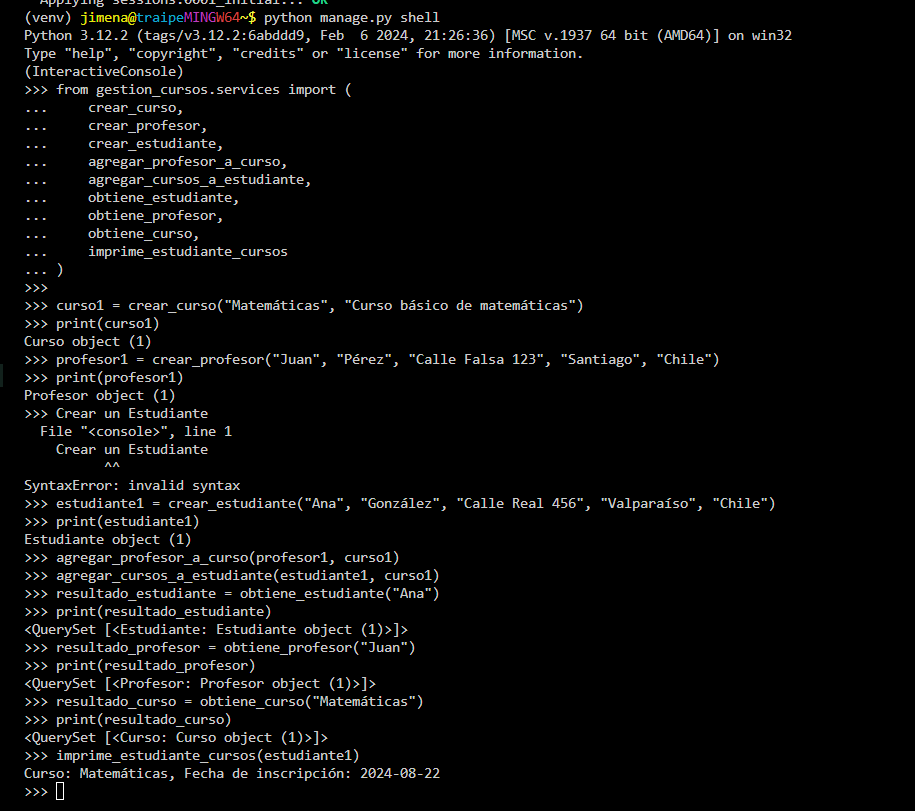 Applying sessions.0001_initial... OK
(venv) jimena@traipeMINGW64~$ python manage.py shell
Python 3.12.2 (tags/v3.12.2:6abddd9, Feb  6 2024, 21:26:36) [MSC v.1937 64 bit (AMD64)] on win32
Type "help", "copyright", "credits" or "license" for more information.
(InteractiveConsole)
>>> from gestion_cursos.services import (
...     crear_curso,
...     crear_profesor,
...     crear_estudiante,
...     agregar_profesor_a_curso,
...     agregar_cursos_a_estudiante,
...     obtiene_estudiante,
...     obtiene_profesor,
...     obtiene_curso,
...     imprime_estudiante_cursos
... )
>>>
>>> curso1 = crear_curso("Matemáticas", "Curso básico de matemáticas")
>>> print(curso1)
Curso object (1)
>>> profesor1 = crear_profesor("Juan", "Pérez", "Calle Falsa 123", "Santiago", "Chile")
>>> print(profesor1)
Profesor object (1)
>>> Crear un Estudiante
  File "<console>", line 1
    Crear un Estudiante
          ^^
SyntaxError: invalid syntax
>>> estudiante1 = crear_estudiante("Ana", "González", "Calle Real 456", "Valparaíso", "Chile")
>>> print(estudiante1)
Estudiante object (1)
>>> agregar_profesor_a_curso(profesor1, curso1)
>>> agregar_cursos_a_estudiante(estudiante1, curso1)
>>> resultado_estudiante = obtiene_estudiante("Ana")
>>> print(resultado_estudiante)
<QuerySet [<Estudiante: Estudiante object (1)>]>
>>> resultado_profesor = obtiene_profesor("Juan")
>>> print(resultado_profesor)
<QuerySet [<Profesor: Profesor object (1)>]>
>>> resultado_curso = obtiene_curso("Matemáticas")
>>> print(resultado_curso)
<QuerySet [<Curso: Curso object (1)>]>
>>> imprime_estudiante_cursos(estudiante1)
Curso: Matemáticas, Fecha de inscripción: 2024-08-22
>>>